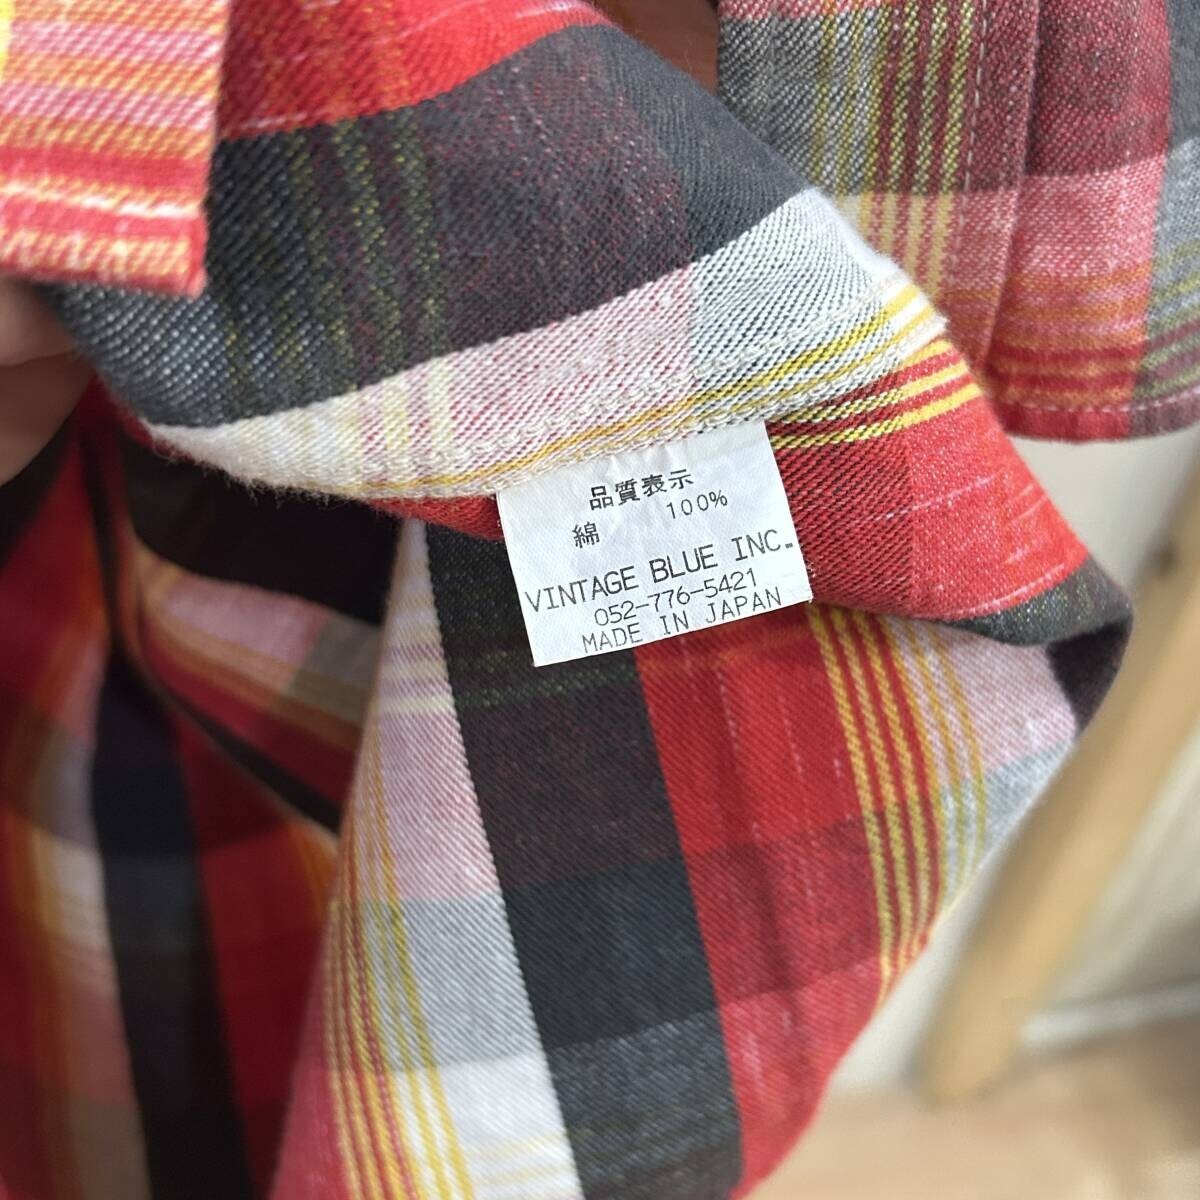 品質表示
綿 100%
VINTAGE BLUE INC.
052-776-5421
MADE IN JAPAN